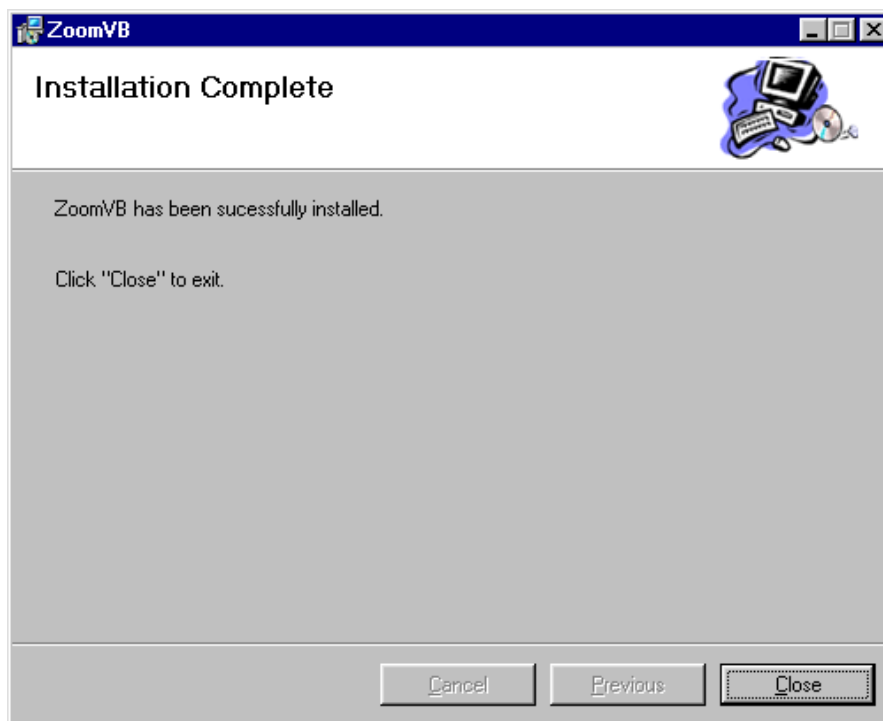 ZoomVB
Installation Complete
ZoomVB has been sucessfully installed.
Click "Close" to exit.
Cancel
Previous
Close